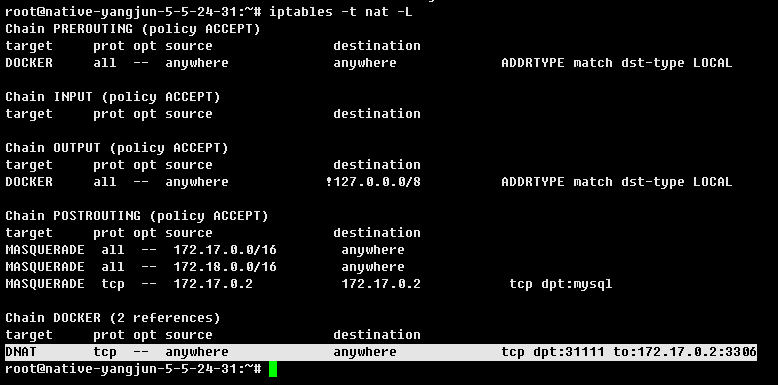 root@native-yangjun-5-5-24-31:~# iptables -t nat -L
Chain PREROUTING (policy ACCEPT)
target     prot opt source               destination
DOCKER     all  --  anywhere             anywhere             ADDRTYPE match dst-type LOCAL

Chain INPUT (policy ACCEPT)
target     prot opt source               destination

Chain OUTPUT (policy ACCEPT)
target     prot opt source               destination
DOCKER     all  --  anywhere            !127.0.0.0/8          ADDRTYPE match dst-type LOCAL

Chain POSTROUTING (policy ACCEPT)
target     prot opt source               destination
MASQUERADE  all  --  172.17.0.0/16        anywhere
MASQUERADE  all  --  172.18.0.0/16        anywhere
MASQUERADE  tcp  --  172.17.0.2           172.17.0.2           tcp dpt:mysql

Chain DOCKER (2 references)
target     prot opt source               destination
DNAT       tcp  --  anywhere             anywhere             tcp dpt:31111 to:172.17.0.2:3306
root@native-yangjun-5-5-24-31:~#